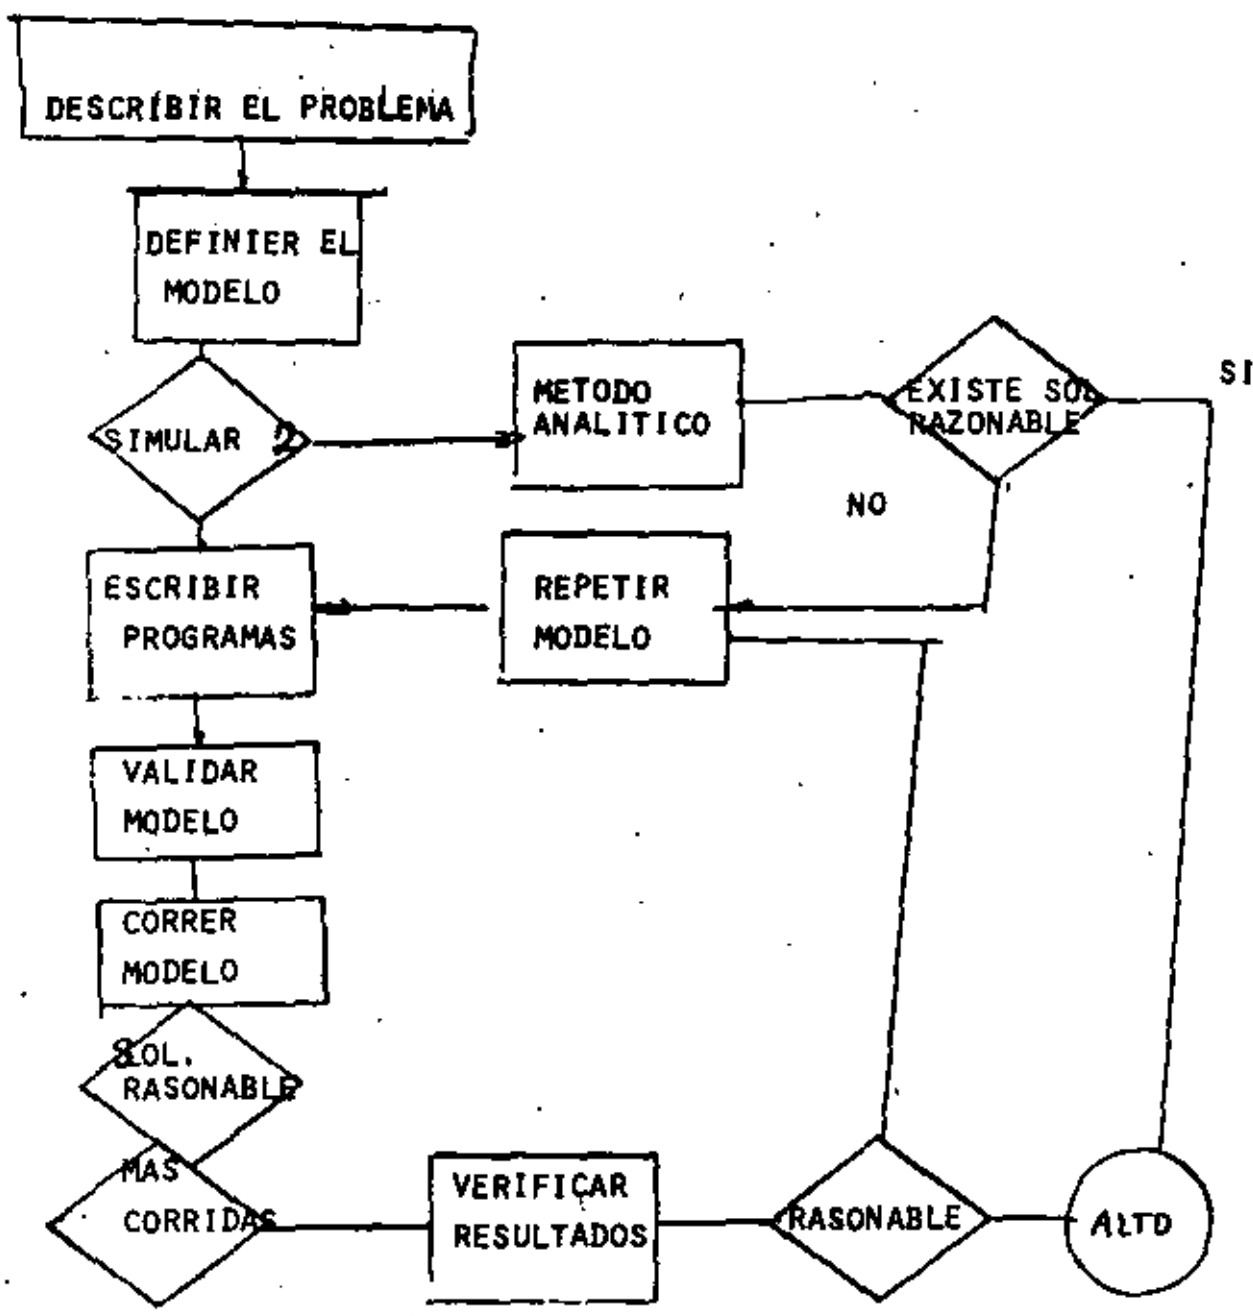 DESCRIBIR EL PROBLEMA
DEFINIER EL
MODELO
SIMULAR ?
METODO
ANALITICO
EXISTE SOL
RAZONABLE
SI
NO
ESCRIBIR
PROGRAMAS
REPETIR
MODELO
VALIDAR
MODELO
CORRER
MODELO
SOL.
RASONABLE
MAS
CORRIDAS
VERIFICAR
RESULTADOS
RASONABLE
ALTO